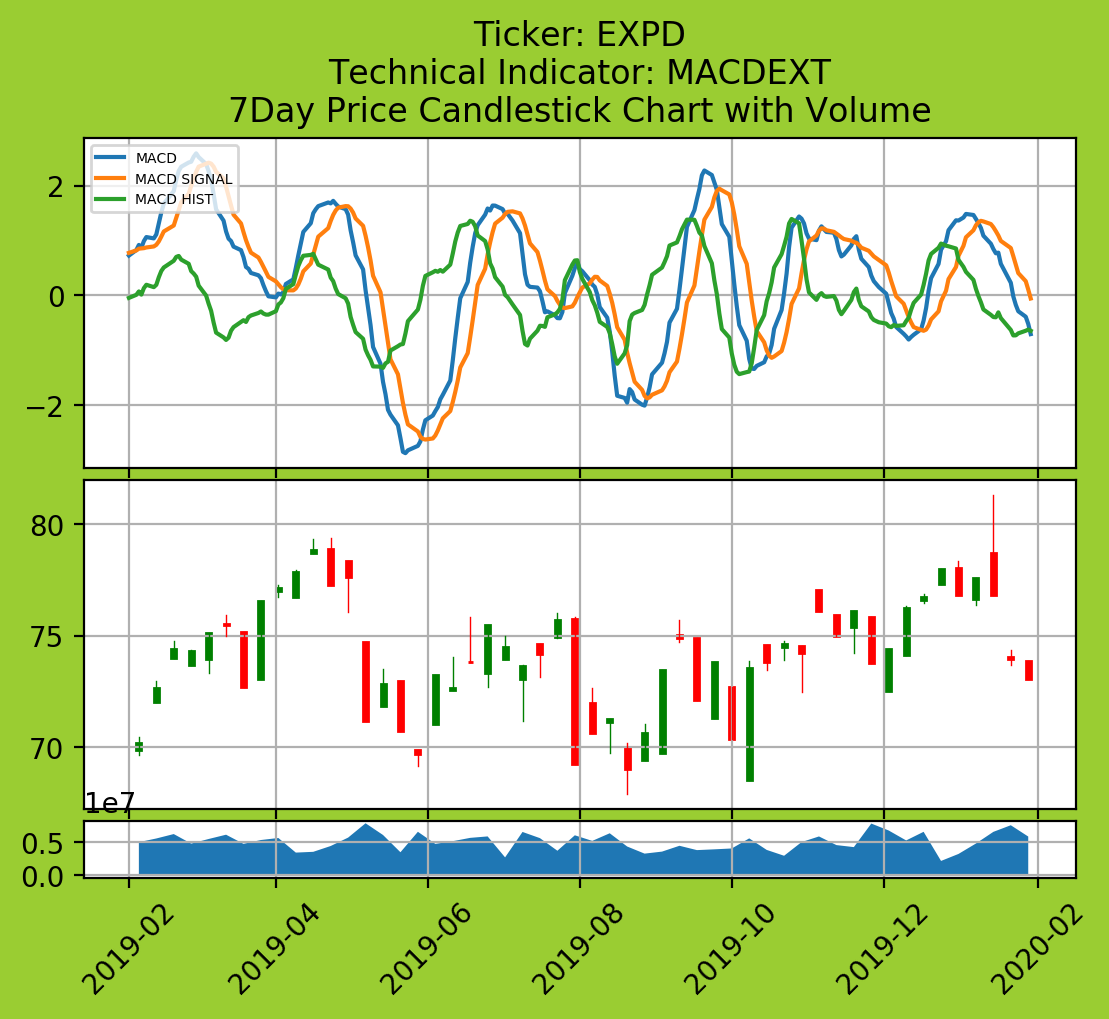 Ticker: EXPD
Technical Indicator: MACDEXT
7Day Price Candlestick Chart with Volume
MACD
MACD SIGNAL
MACD HIST
2
0
−2
80
75
70
1e7
0.5
0.0
2019-02
2019-04
2019-06
2019-08
2019-10
2019-12
2020-02